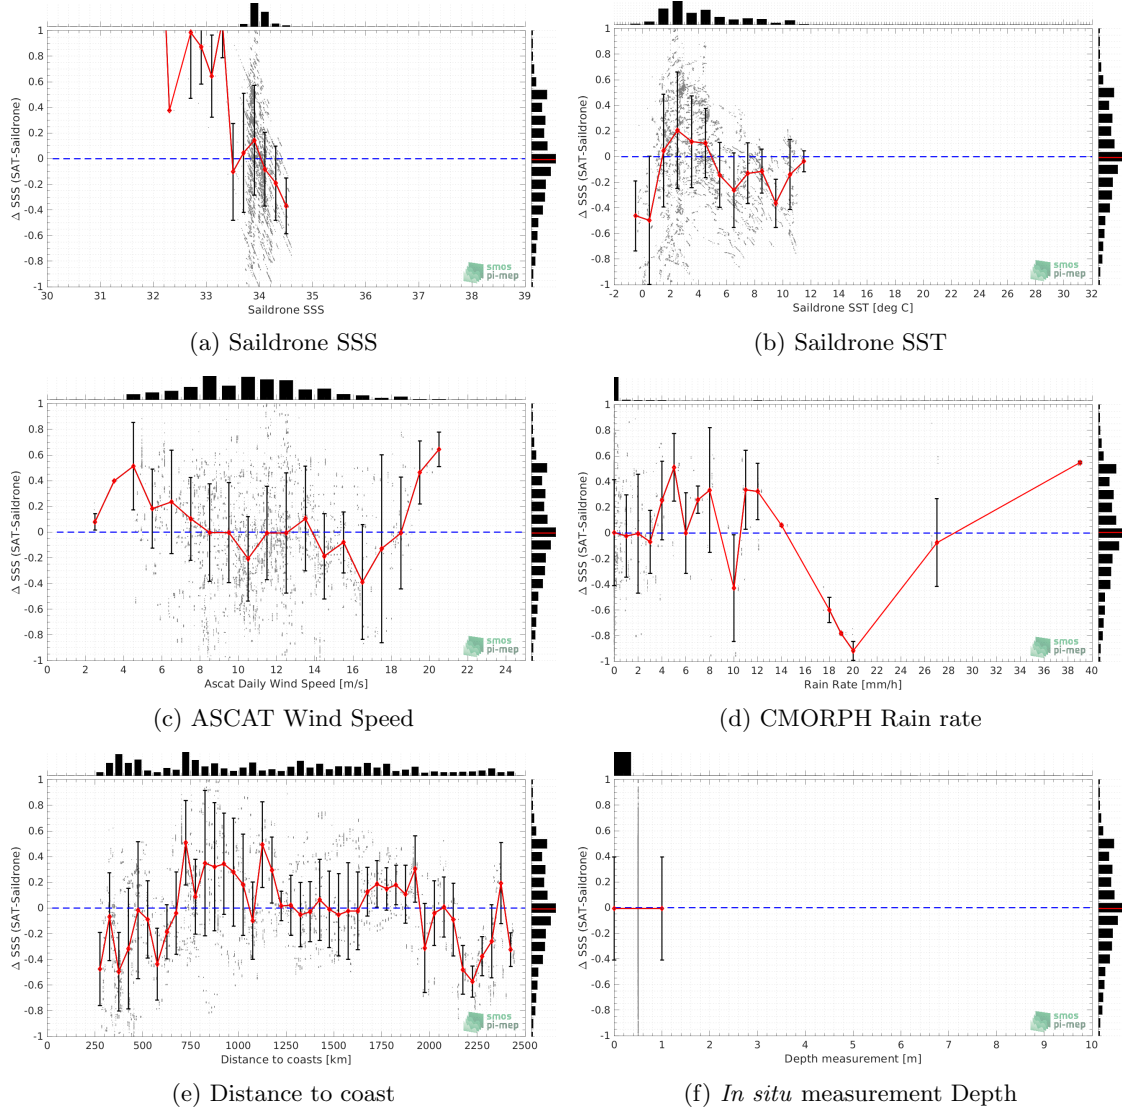 1
0.8
0.6
0.4
0.2
0
-0.2
-0.4
-0.6
-0.8
-1
Δ SSS (SAT-Saildrone)
30 31 32 33 34 35 36 37 38 39
Saildrone SSS
smos
pi-mep
(a) Saildrone SSS
1
0.8
0.6
0.4
0.2
0
-0.2
-0.4
-0.6
-0.8
-1
Δ SSS (SAT-Saildrone)
-2 0 2 4 6 8 10 12 14 16 18 20 22 24 26 28 30 32
Saildrone SST [deg C]
smos
pi-mep
(b) Saildrone SST
1
0.8
0.6
0.4
0.2
0
-0.2
-0.4
-0.6
-0.8
-1
Δ SSS (SAT-Saildrone)
0 2 4 6 8 10 12 14 16 18 20 22 24
Ascat Daily Wind Speed [m/s]
smos
pi-mep
(c) ASCAT Wind Speed
1
0.8
0.6
0.4
0.2
0
-0.2
-0.4
-0.6
-0.8
-1
Δ SSS (SAT-Saildrone)
0 2 4 6 8 10 12 14 16 18 20 22 24 26 28 30 32 34 36 38 40
Rain Rate [mm/h]
smos
pi-mep
(d) CMORPH Rain rate
1
0.8
0.6
0.4
0.2
0
-0.2
-0.4
-0.6
-0.8
-1
Δ SSS (SAT-Saildrone)
0 250 500 750 1000 1250 1500 1750 2000 2250 2500
Distance to coasts [km]
smos
pi-mep
(e) Distance to coast
1
0.8
0.6
0.4
0.2
0
-0.2
-0.4
-0.6
-0.8
-1
Δ SSS (SAT-Saildrone)
0 1 2 3 4 5 6 7 8 9 10
Depth measurement [m]
smos
pi-mep
(f) In situ measurement Depth